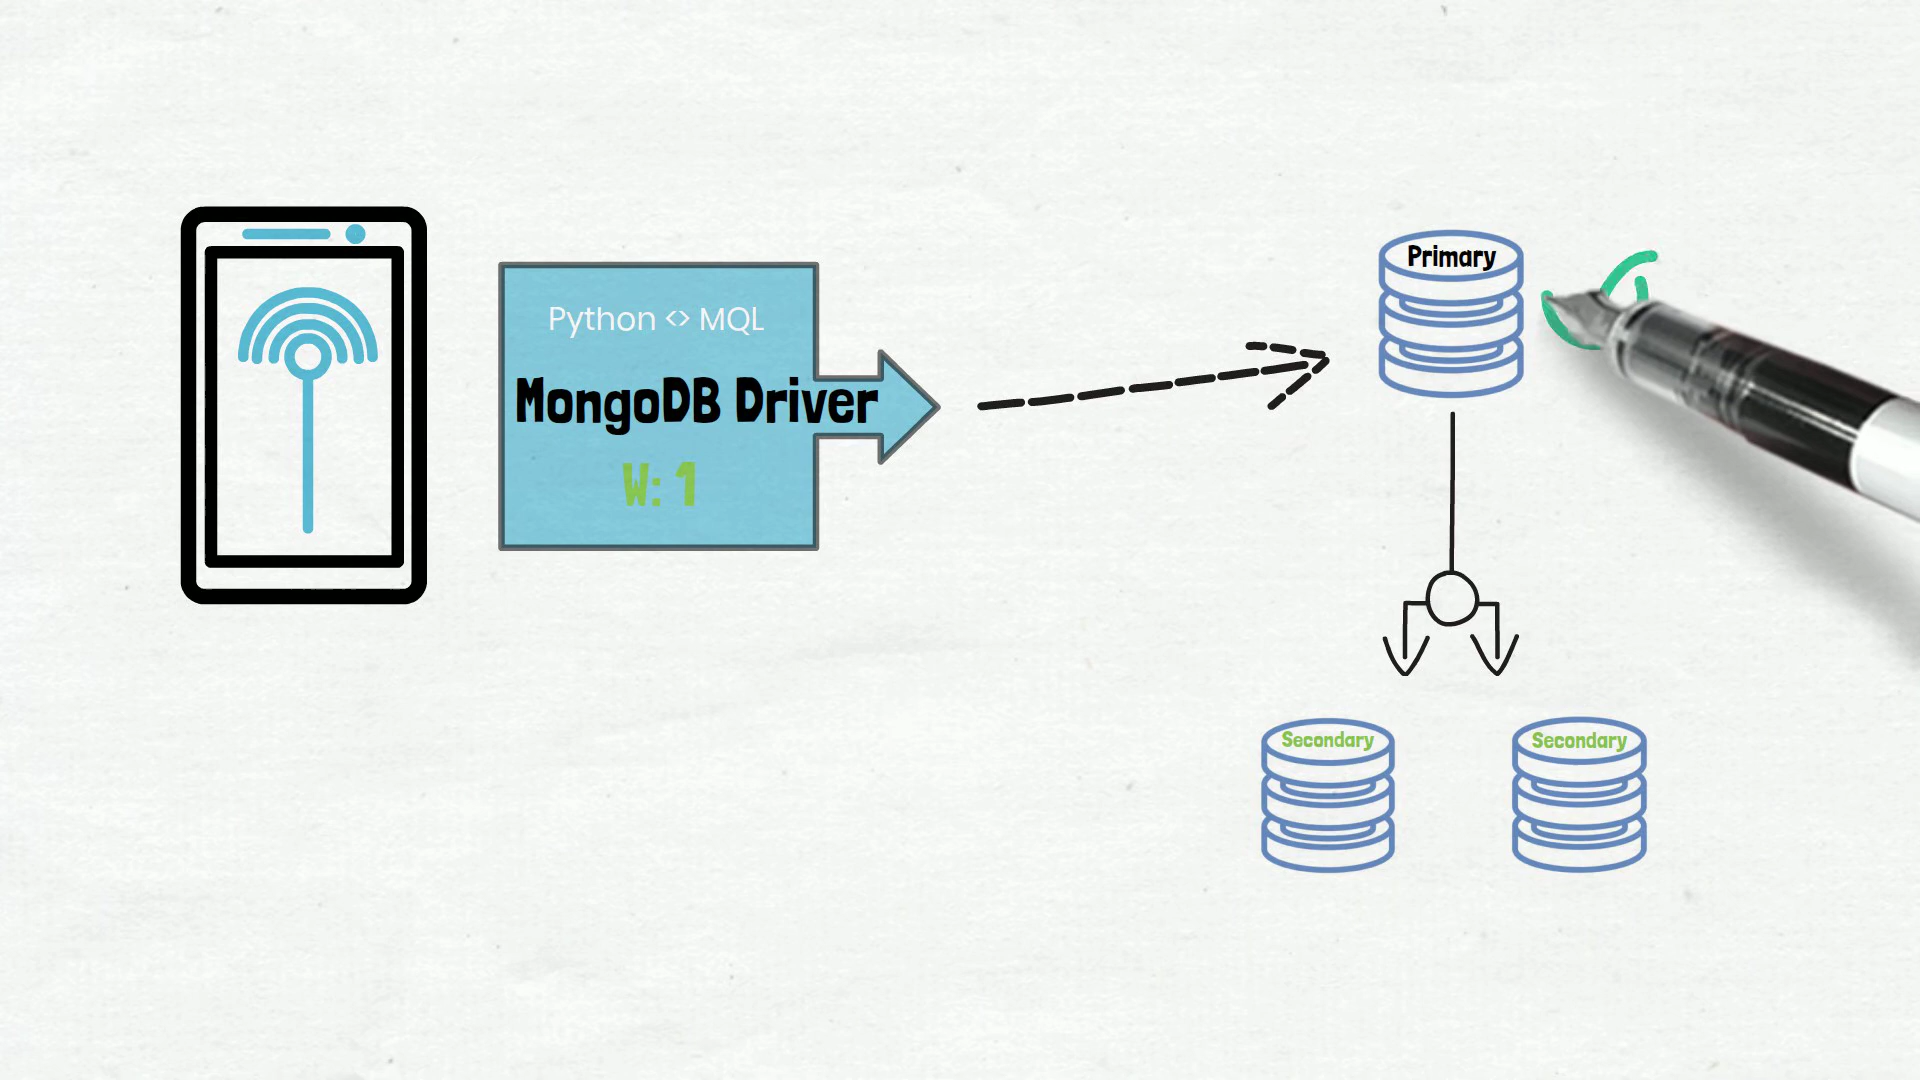 Python <> MQL
MongoDB Driver
W: 1
Primary
Secondary
Secondary